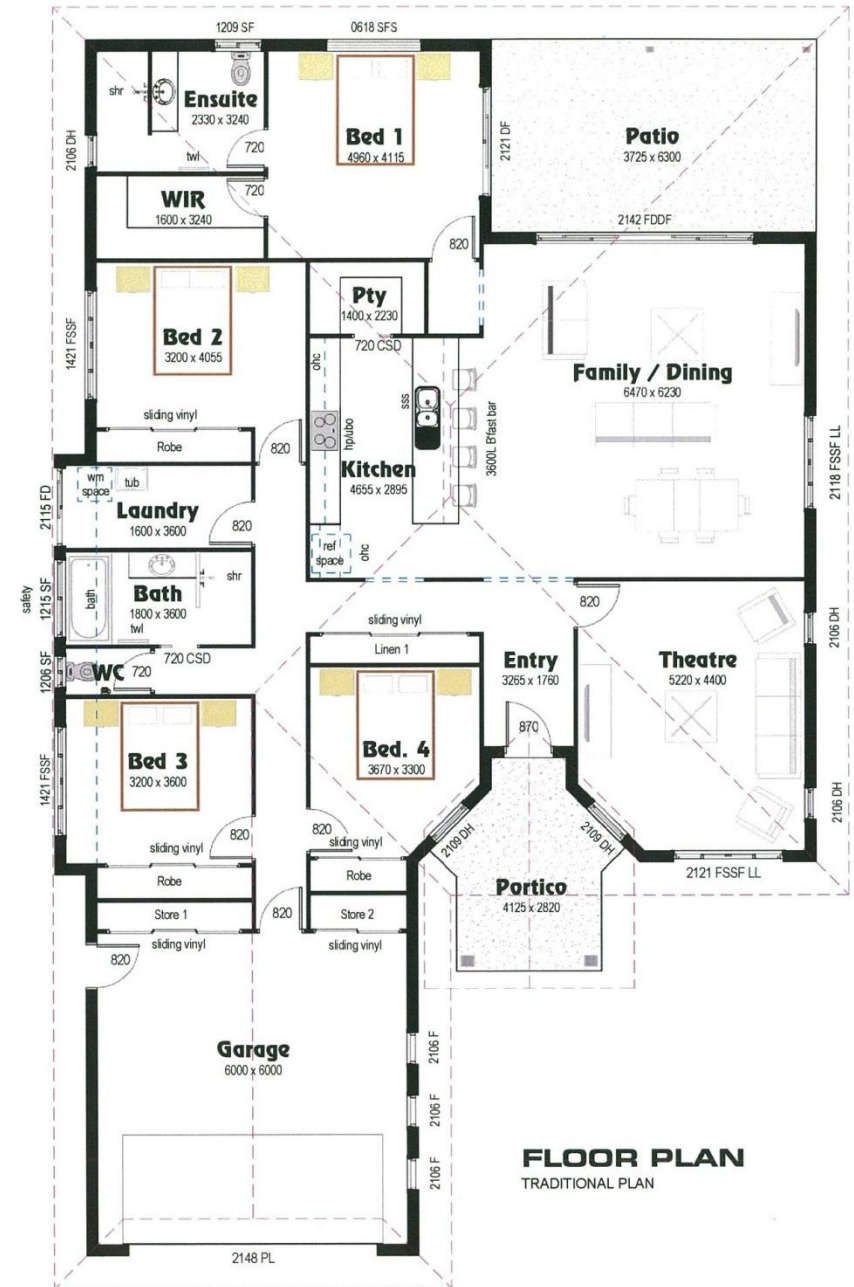 1209 SF
0618 SFS
shr
Ensuite
2330 x 3240
twl
720
2106 DH
Bed 1
4960 x 4115
2121 DF
Patio
3725 x 6300
2142 FDDF
720
WIR
1600 x 3240
820
Pty
1400 x 2230
720 CSD
Bed 2
3200 x 4055
1421 FSSF
sliding vinyl
Robe
820
ohc
sss
hp/ubo
3600L B'fast bar
Kitchen
4655 x 2895
ref
space
ohc
Family / Dining
6470 x 6230
2118 FSSF LL
wm
space
tub
Laundry
1600 x 3600
820
2115 FD
safety
1215 SF
bath
Bath
1800 x 3600
twl
shr
720 CSD
1206 SF
WC
720
sliding vinyl
Linen 1
Entry
3265 x 1760
870
820
Theatre
5220 x 4400
2106 DH
2106 DH
2121 FSSF LL
1421 FSSF
Bed 3
3200 x 3600
820
sliding vinyl
Robe
Bed. 4
3670 x 3300
820
sliding vinyl
Robe
2109 DH
2109 DH
Portico
4125 x 2820
Store 1
sliding vinyl
820
Store 2
sliding vinyl
820
Garage
6000 x 6000
2106 F
2106 F
2106 F
2148 PL
FLOOR PLAN
TRADITIONAL PLAN